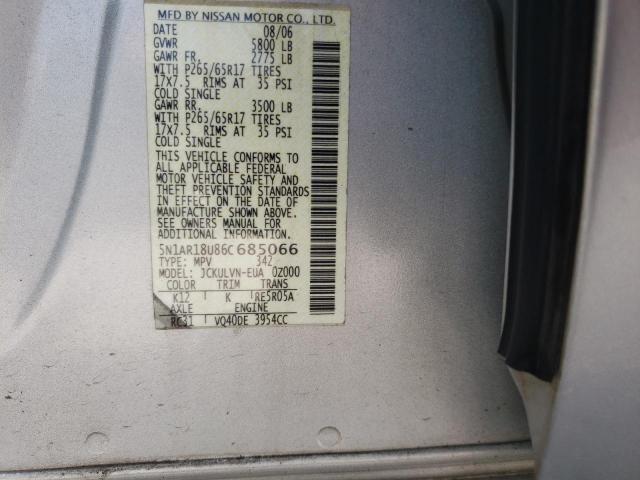 MFD BY NISSAN MOTOR CO., LTD.
DATE 08/06
GVWR 5800 LB
GAWR FR. 2775 LB
WITH P265/65R17 TIRES
17X7.5 RIMS AT 35 PSI
COLD SINGLE
GAWR RR. 3500 LB
WITH P265/65R17 TIRES
17X7.5 RIMS AT 35 PSI
COLD SINGLE
THIS VEHICLE CONFORMS TO
ALL APPLICABLE FEDERAL
MOTOR VEHICLE SAFETY AND
THEFT PREVENTION STANDARDS
IN EFFECT ON THE DATE OF
MANUFACTURE SHOWN ABOVE.
SEE OWNERS MANUAL FOR
ADDITIONAL INFORMATION.
5N1AR18U86C685066
TYPE: MPV 342
MODEL: JCKULVN-EUA 0Z000
COLOR TRIM TRANS
K12 K RE5R05A
AXLE ENGINE
RC31 VQ40DE 3954CC